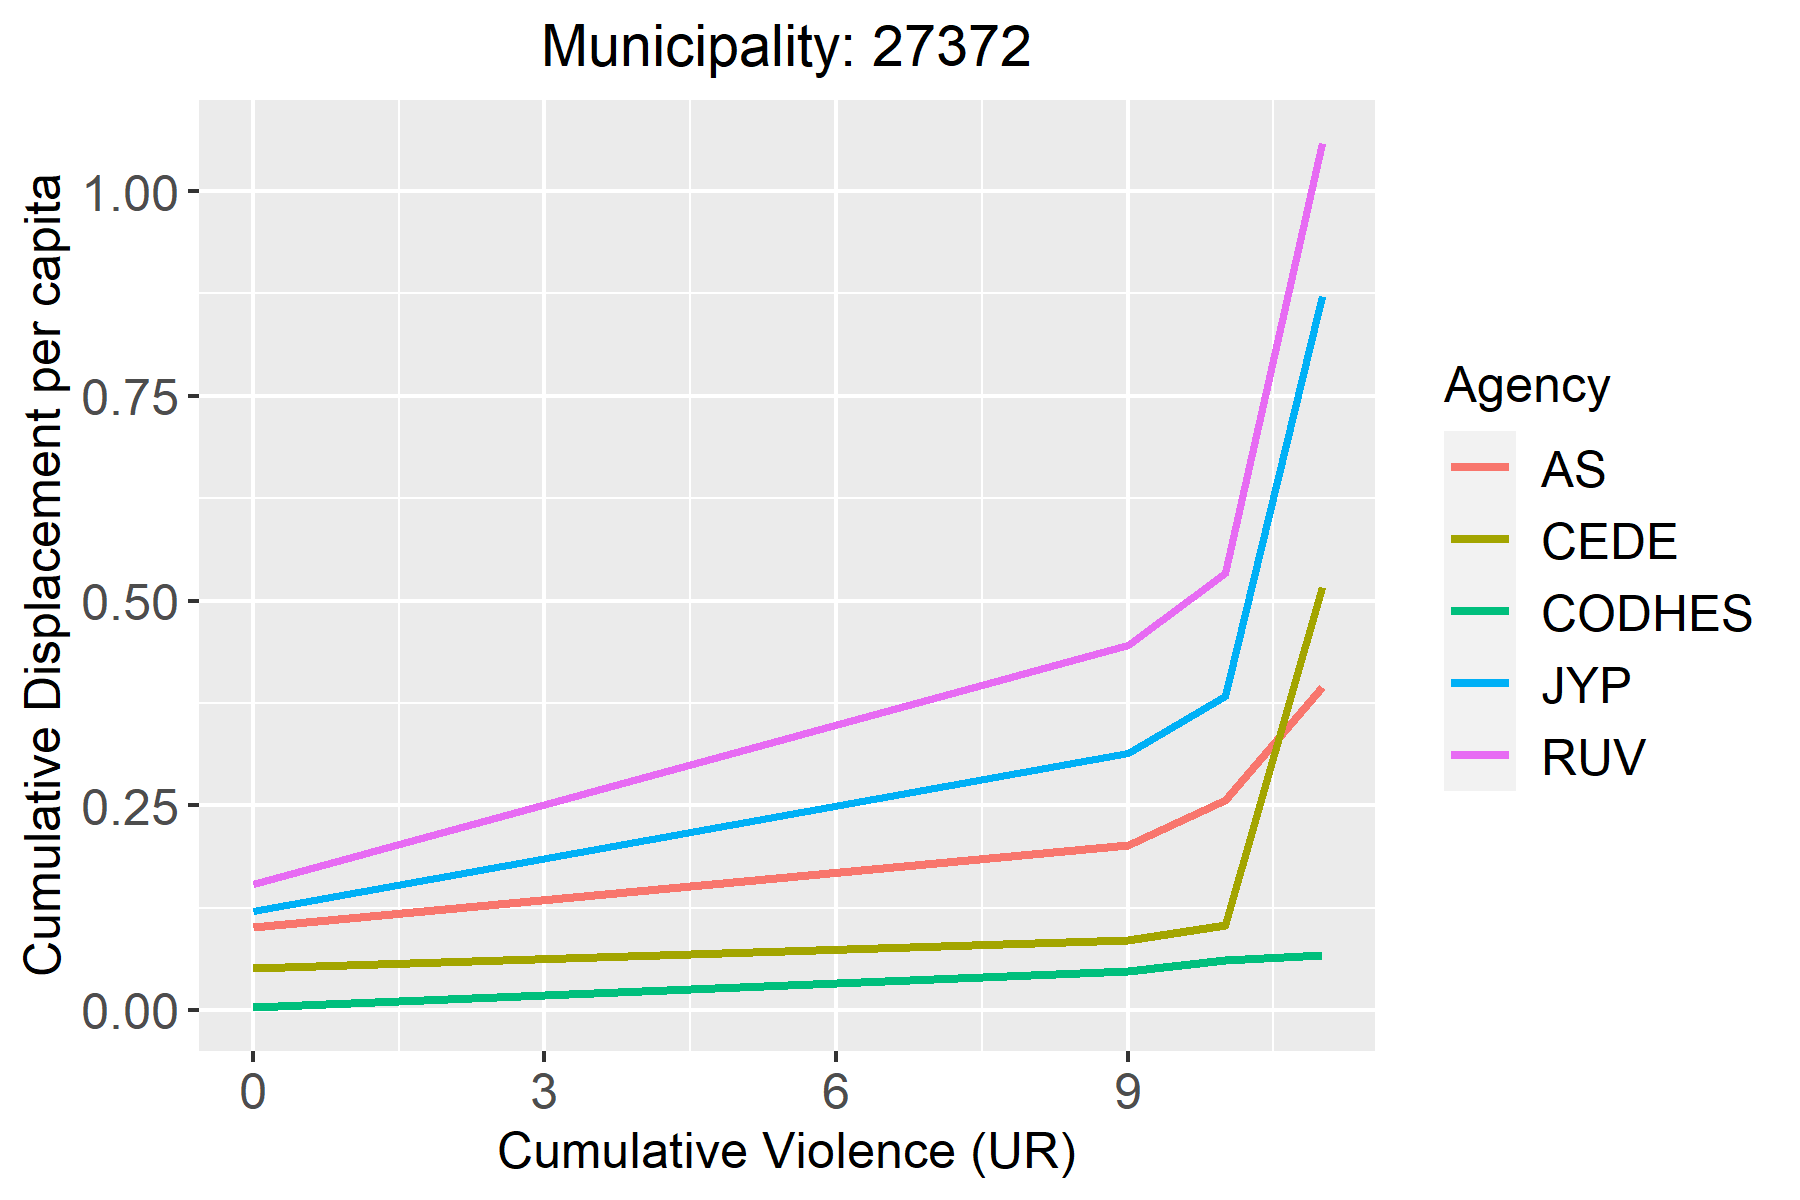 Municipality: 27372
Cumulative Displacement per capita
1.00
0.75
0.50
0.25
0.00
0 3 6 9
Cumulative Violence (UR)
Agency
AS
CEDE
CODHES
JYP
RUV